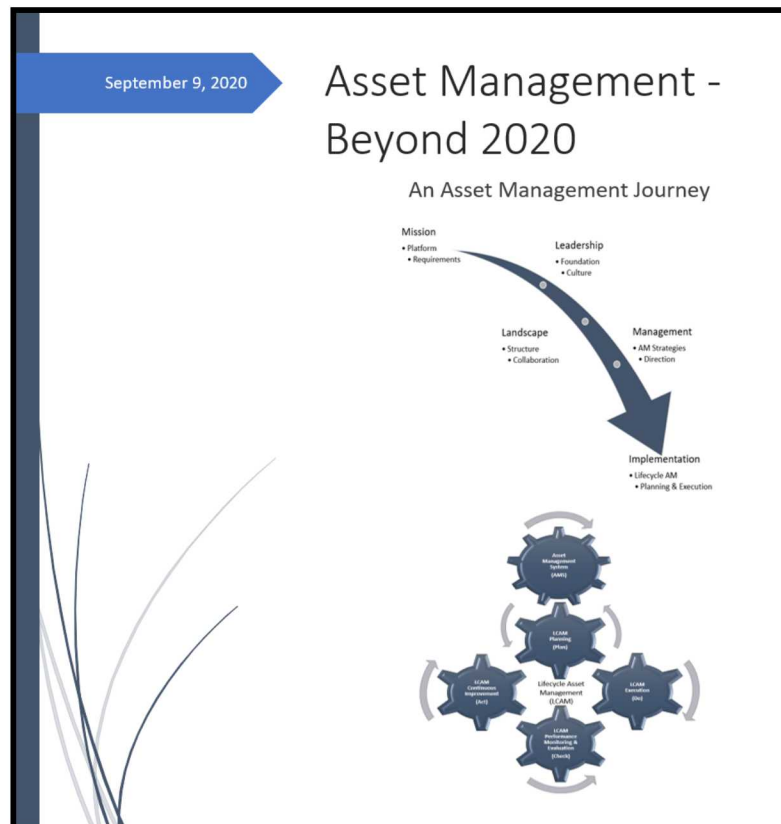 September 9, 2020
Asset Management -
Beyond 2020
An Asset Management Journey
Mission
• Platform
• Requirements
Leadership
• Foundation
• Culture
Landscape
• Structure
• Collaboration
Management
• AM Strategies
• Direction
Implementation
• Lifecycle AM
• Planning & Execution
Asset
Management
System
(AMS)
LCAM
Planning
(Plan)
LCAM
Continuous
Improvement
(Act)
Lifecycle Asset
Management
(LCAM)
LCAM
Execution
(Do)
LCAM
Performance
Monitoring &
Evaluation
(Check)